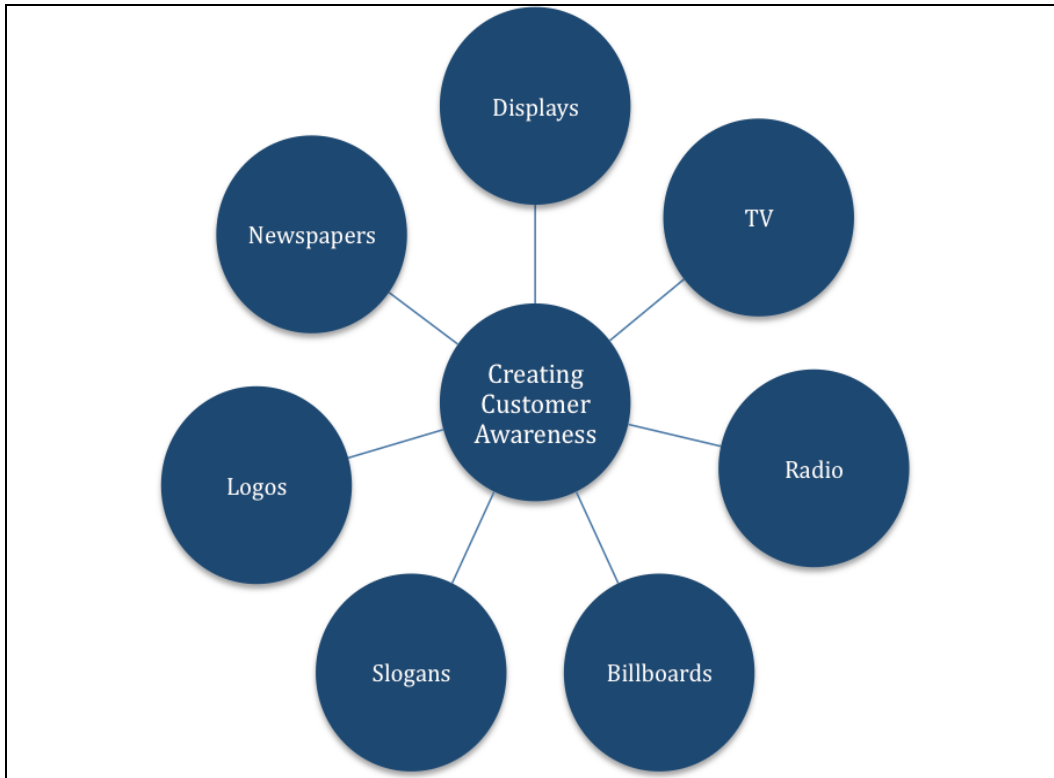 Displays
TV
Newspapers
Creating
Customer
Awareness
Radio
Logos
Slogans
Billboards